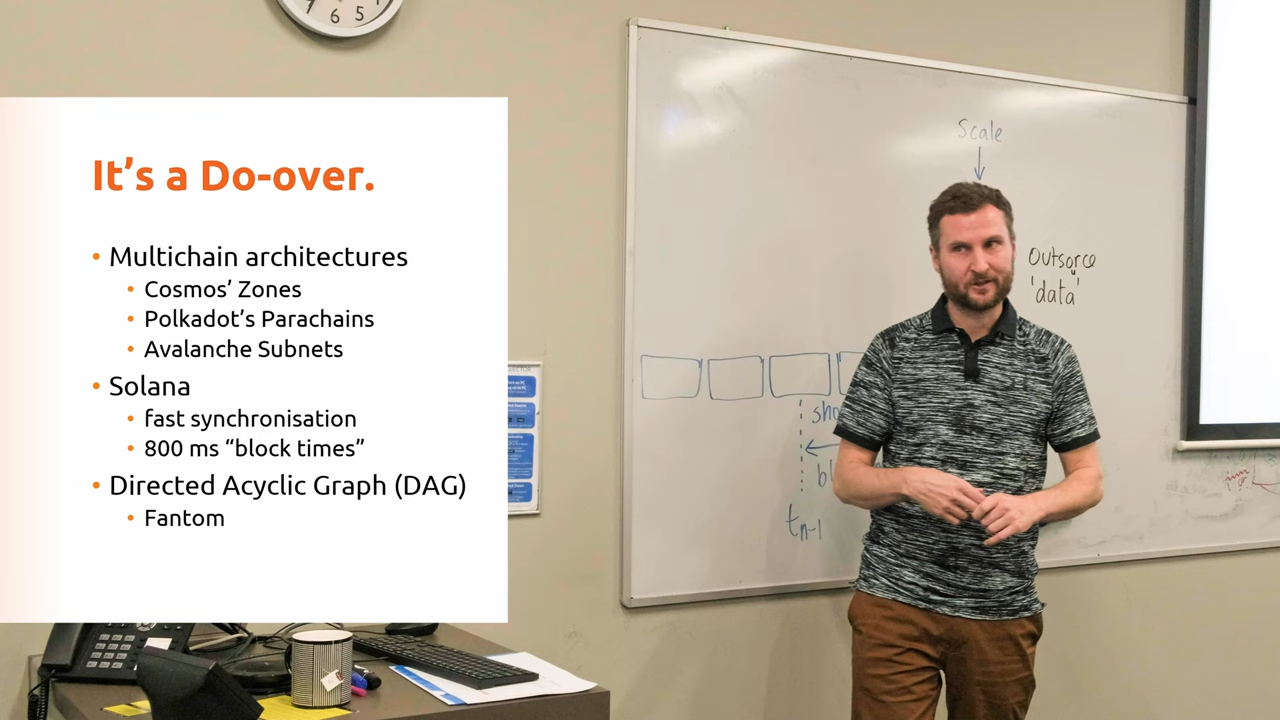 6 5
It's a Do-over.
• Multichain architectures
• Cosmos' Zones
• Polkadot's Parachains
• Avalanche Subnets
• Solana
• fast synchronisation
• 800 ms “block times”
• Directed Acyclic Graph (DAG)
• Fantom
Scale
Outsorce
'data'
tn-1